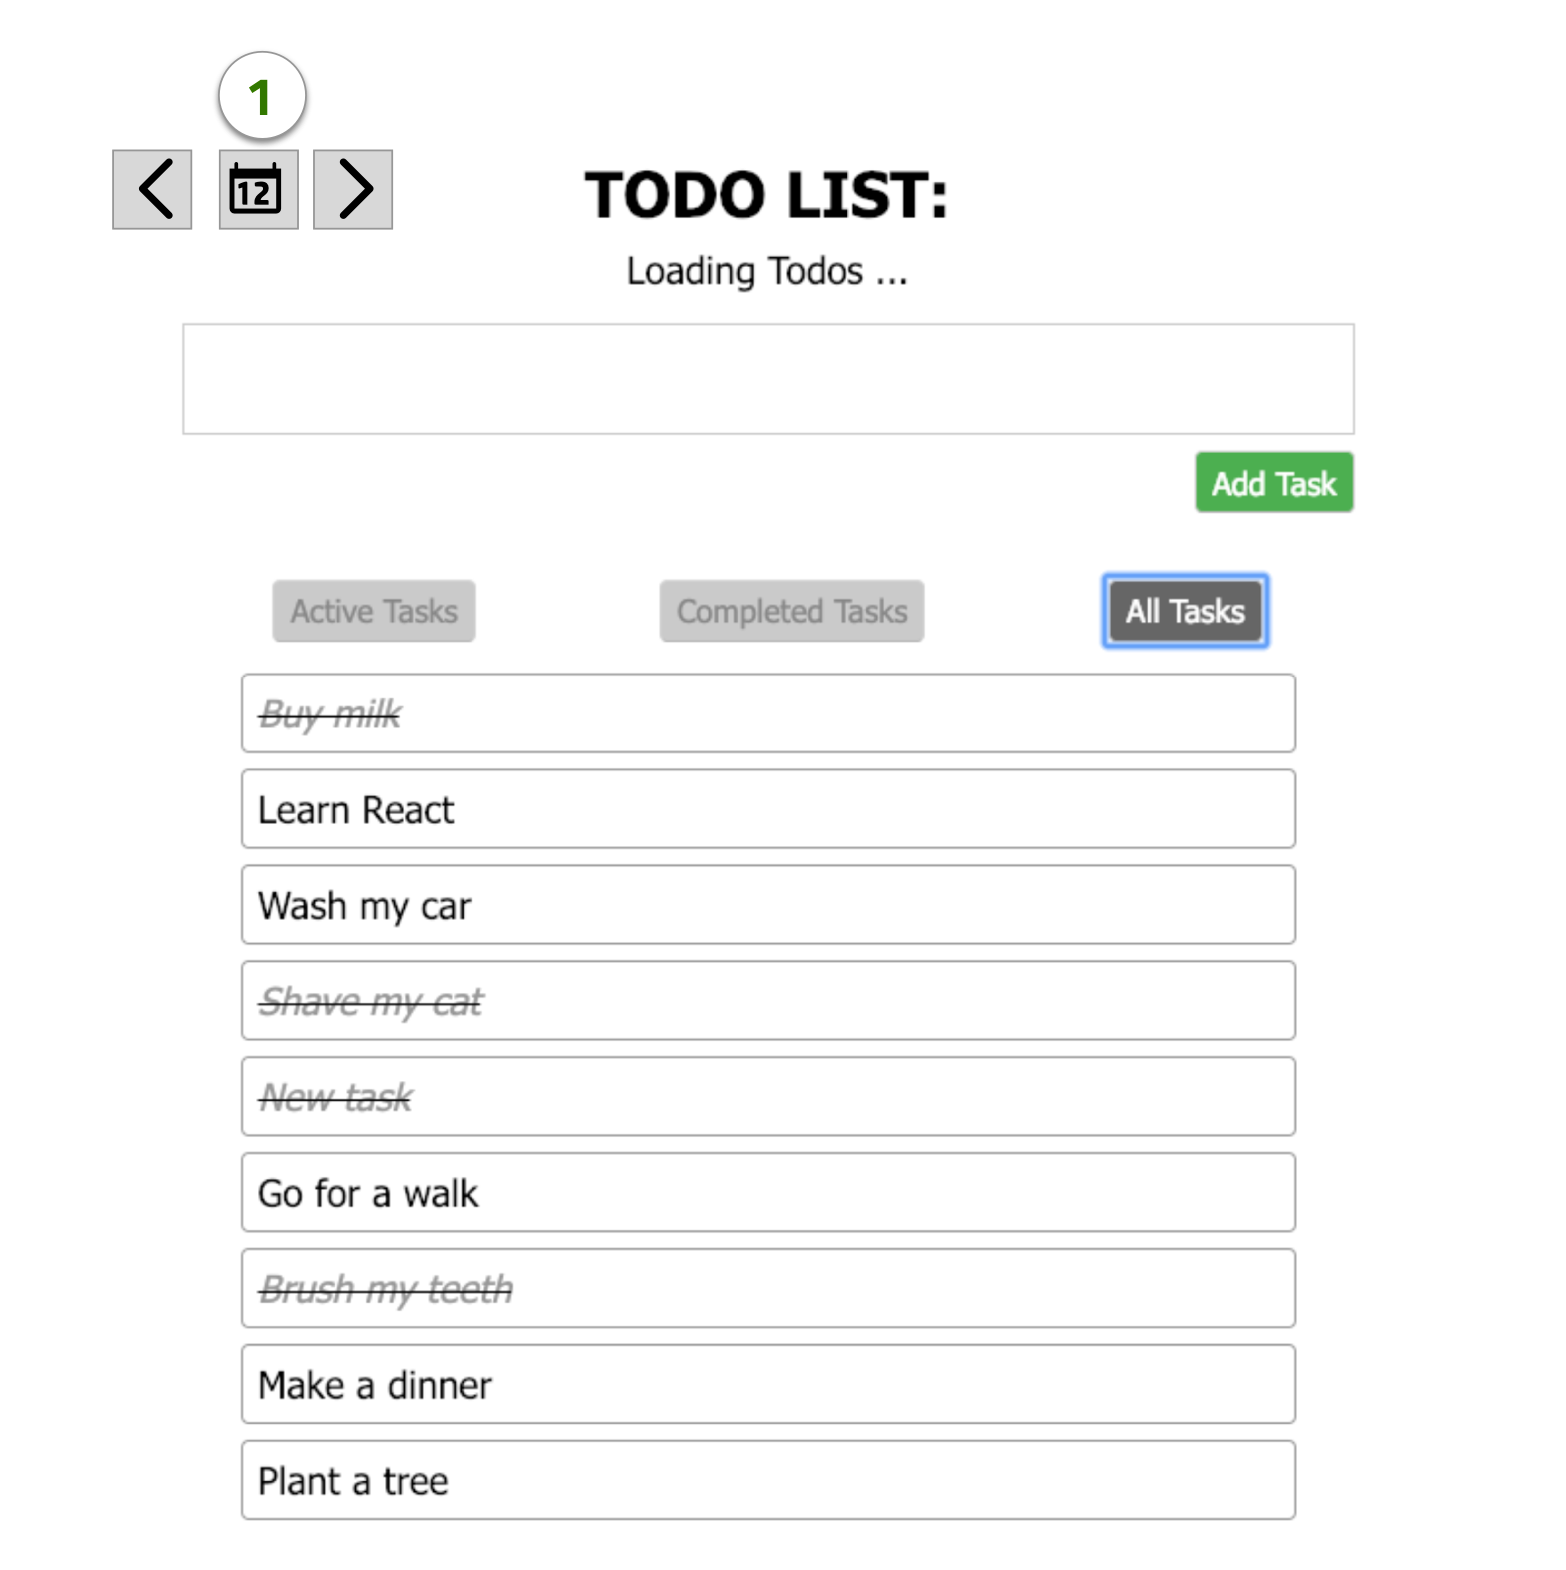 1
12
TODO LIST:
Loading Todos ...
Add Task
Active Tasks
Completed Tasks
All Tasks
Buy milk
Learn React
Wash my car
Shave my cat
New task
Go for a walk
Brush my teeth
Make a dinner
Plant a tree